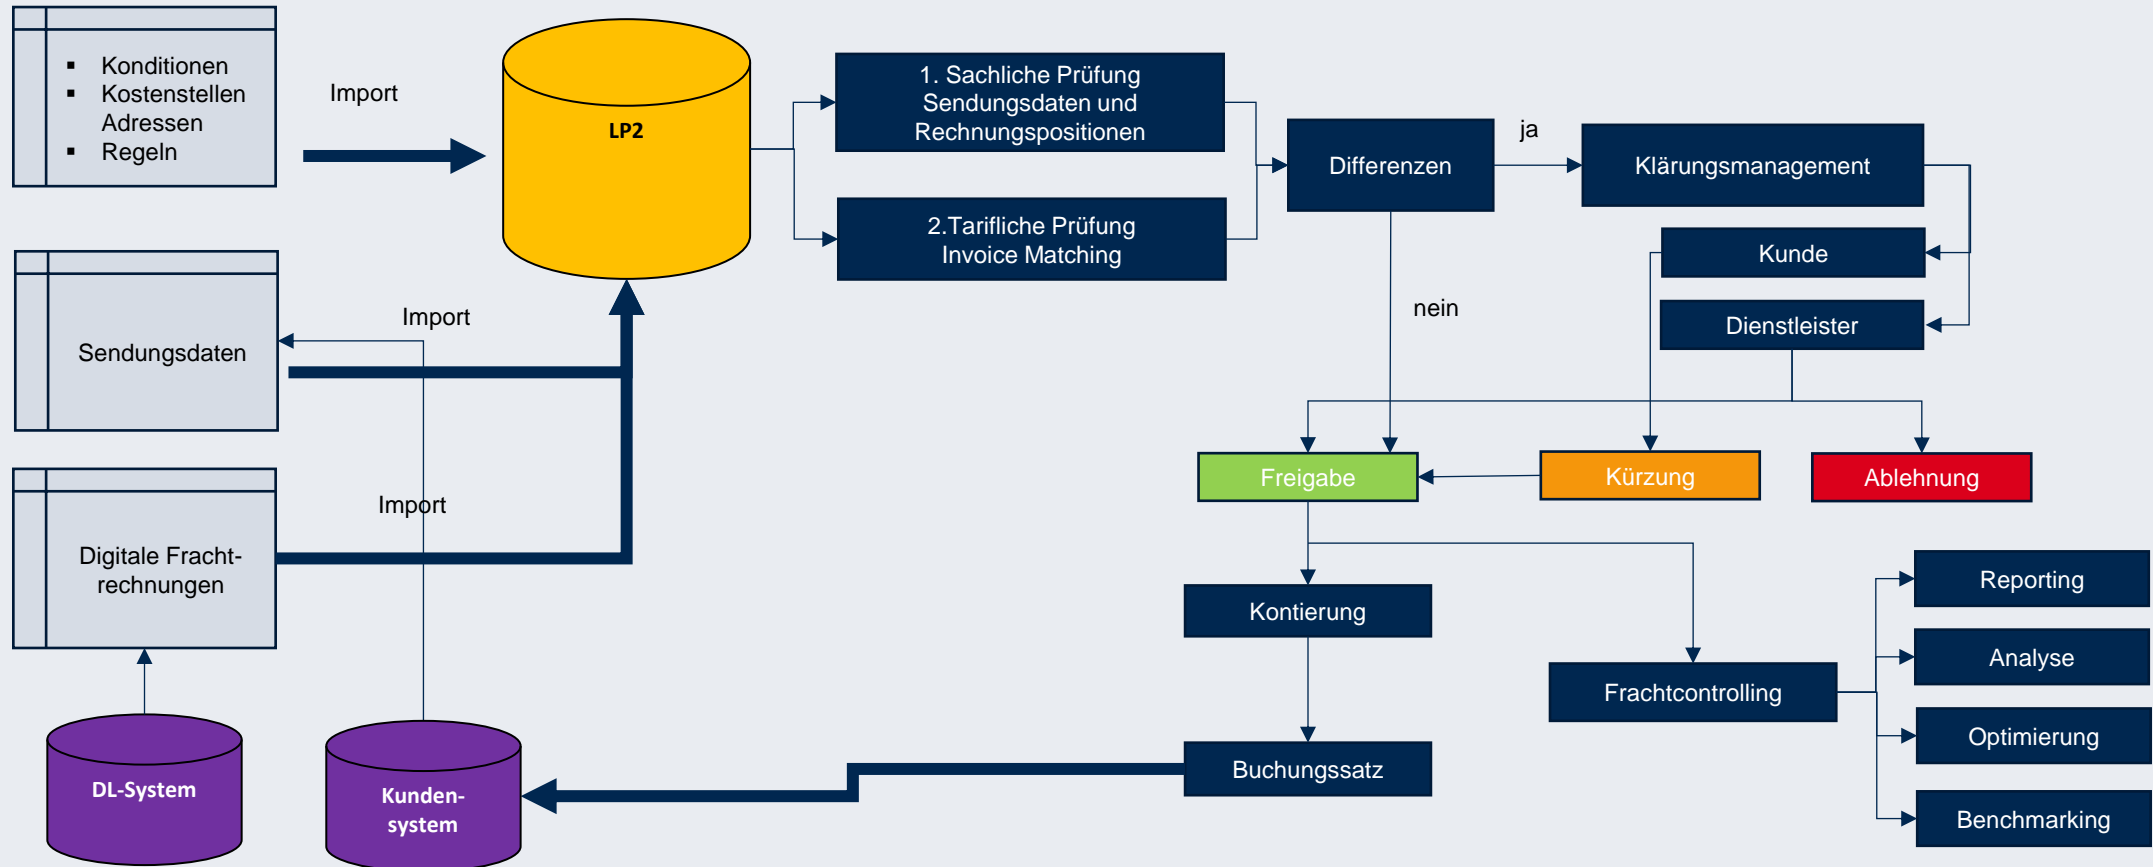 Konditionen
Kostenstellen
Adressen
Regeln
Import
LP2
1. Sachliche Prüfung
Sendungsdaten und
Rechnungspositionen
2.Tarifliche Prüfung
Invoice Matching
Differenzen
ja
Klärungsmanagement
Kunde
Dienstleister
nein
Sendungsdaten
Import
Digitale Fracht-
rechnungen
Import
Freigabe
Kürzung
Ablehnung
Kontierung
Frachtcontrolling
Reporting
Analyse
Optimierung
Benchmarking
Buchungssatz
DL-System
Kunden-
system